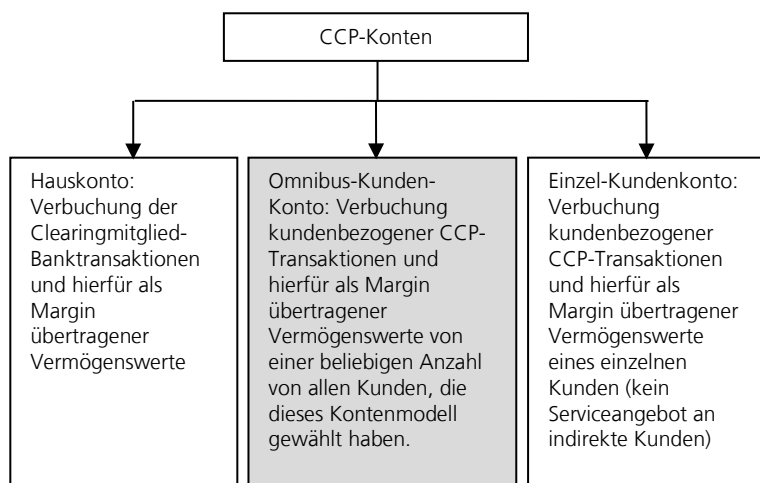 CCP-Konten
Hauskonto:
Verbuchung der
Clearingmitglied-
Banktransaktionen
und hierfür als
Margin
übertragener
Vermögenswerte
Omnibus-Kunden-
Konto: Verbuchung
kundenbezogener CCP-
Transaktionen und
hierfür als Margin
übertragener
Vermögenswerte von
einer beliebigen Anzahl
von allen Kunden, die
dieses Kontenmodell
gewählt haben.
Einzel-Kundenkonto:
Verbuchung
kundenbezogener
CCP-Transaktionen
und hierfür als
Margin übertragener
Vermögenswerte
eines einzelnen
Kunden (kein
Serviceangebot an
indirekte Kunden)